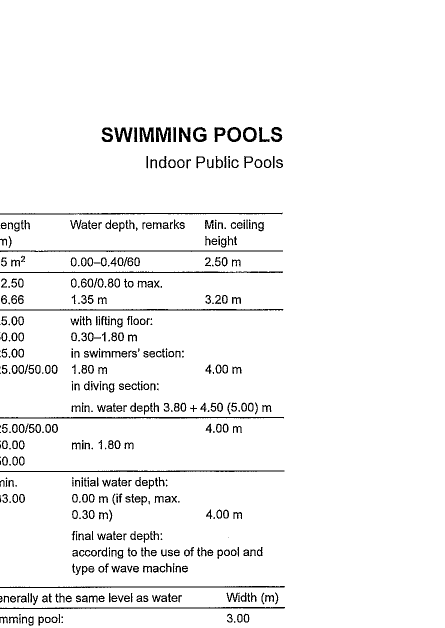 SWIMMING POOLS
Indoor Public Pools
ength Water depth, remarks Min. ceiling
m) height
5 m² 0.00–0.40/60 2.50 m
2.50 0.60/0.80 to max.
6.66 1.35 m 3.20 m
5.00 with lifting floor:
0.00 0.30–1.80 m
5.00 in swimmers' section:
25.00/50.00 1.80 m 4.00 m
in diving section:
min. water depth 3.80 + 4.50 (5.00) m
25.00/50.00 4.00 m
50.00 min. 1.80 m
50.00
min. initial water depth:
33.00 0.00 m (if step, max.
0.30 m) 4.00 m
final water depth:
according to the use of the pool and
type of wave machine
enerally at the same level as water Width (m)
mming pool: 3.00